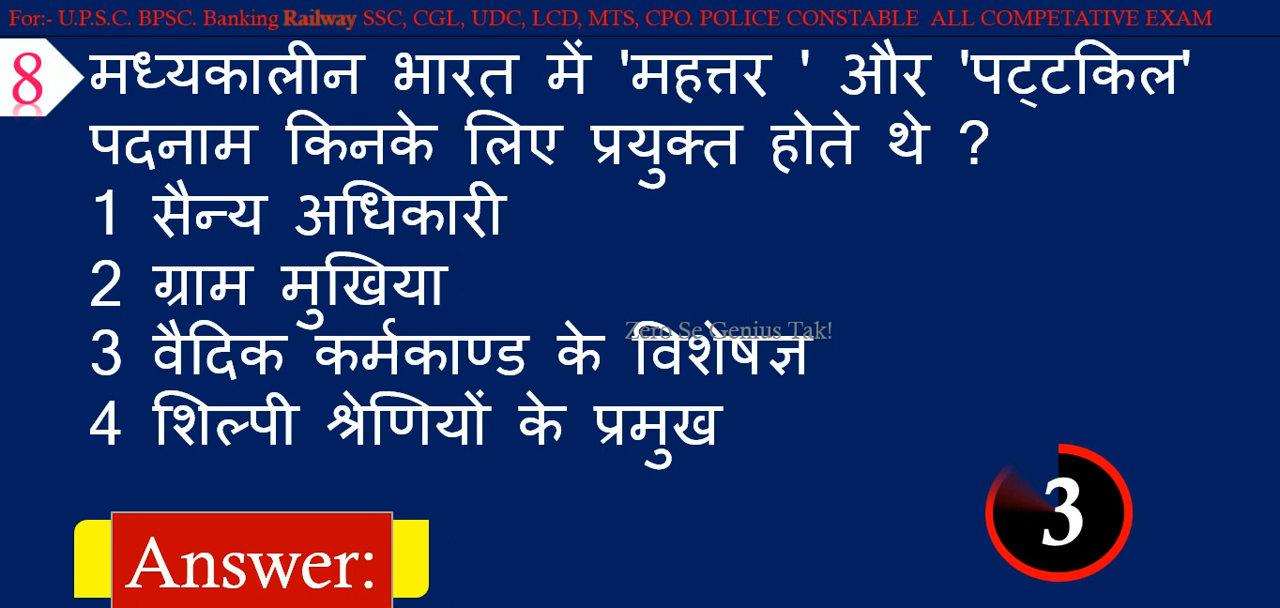 For:- U.P.S.C. BPSC. Banking Railway SSC, CGL, UDC, LCD, MTS, CPO. POLICE CONSTABLE ALL COMPETATIVE EXAM
8 मध्यकालीन भारत में 'महत्तर ' और 'पट्टकिल'
पदनाम किनके लिए प्रयुक्त होते थे ?
1 सैन्य अधिकारी
2 ग्राम मुखिया
Zero Se Genius Tak!
3 वैदिक कर्मकाण्ड के विशेषज्ञ
4 शिल्पी श्रेणियों के प्रमुख
3
Answer: